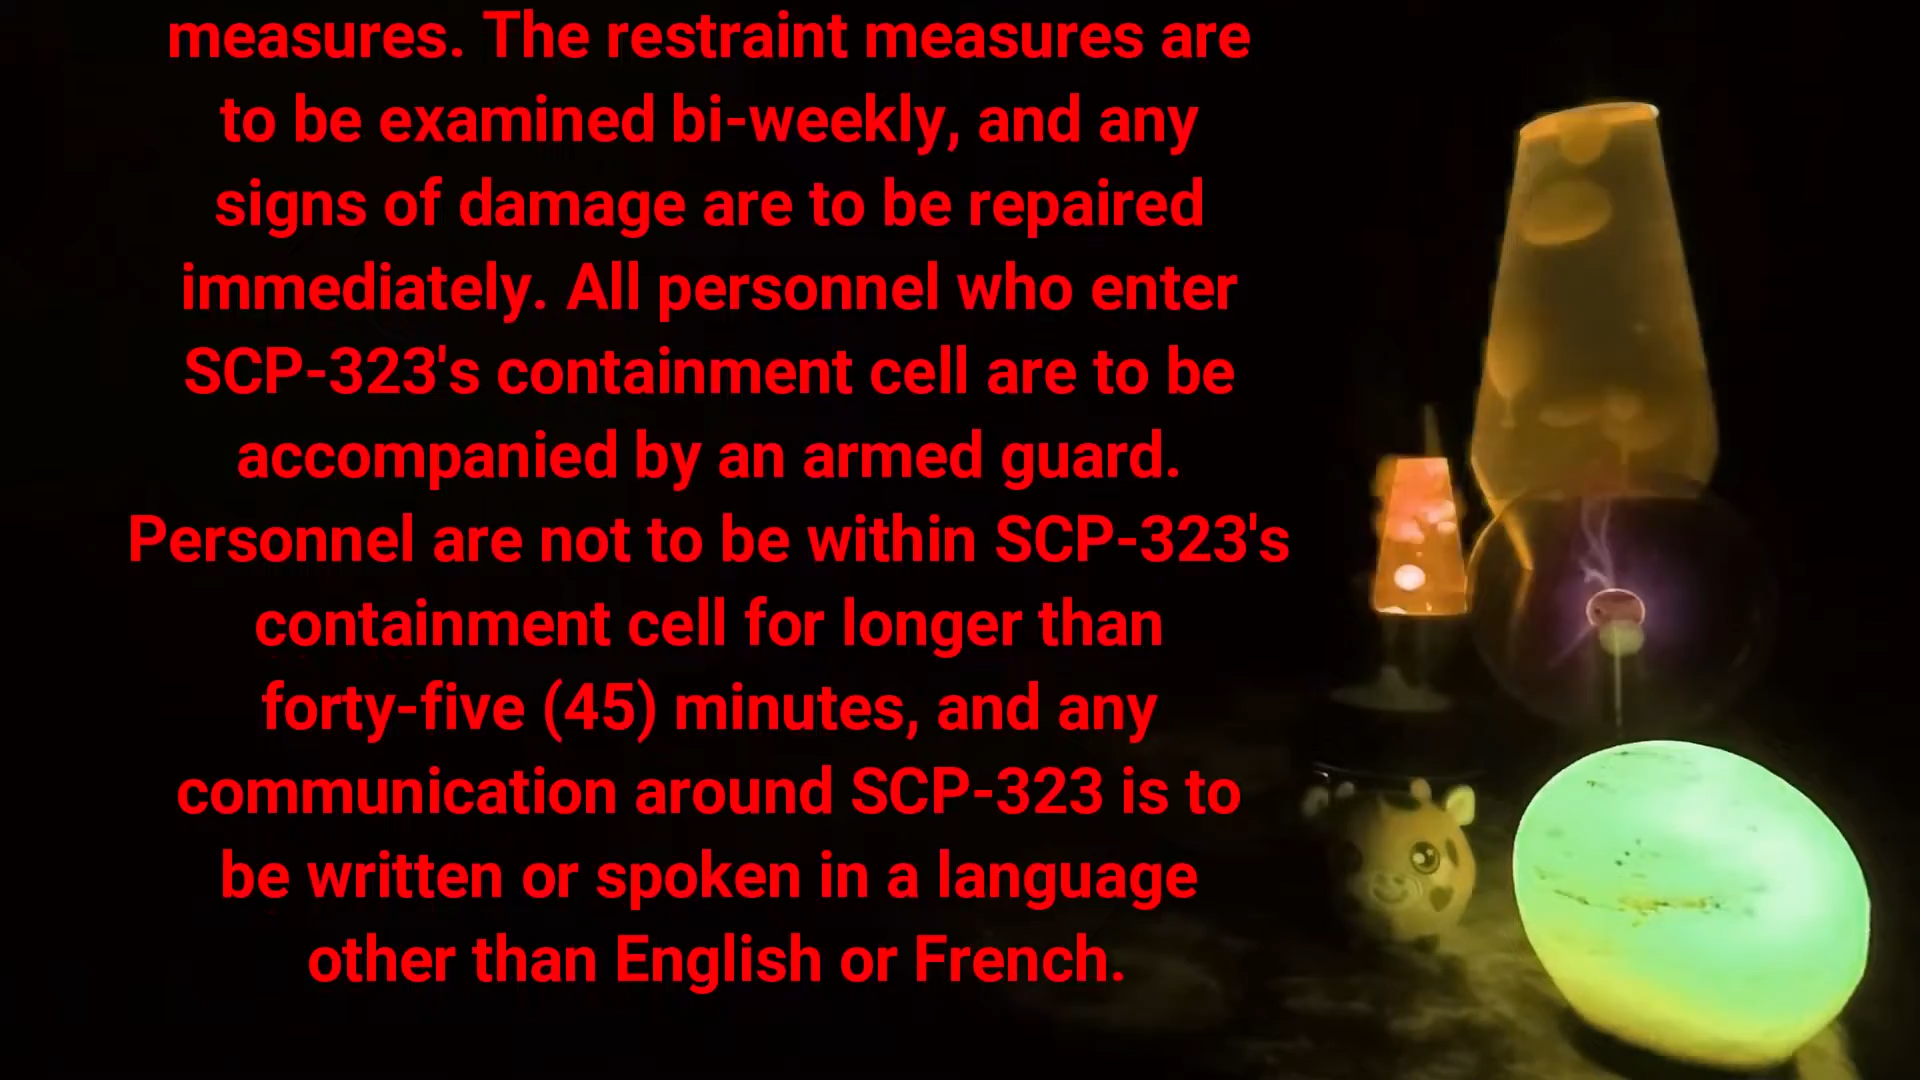 measures. The restraint measures are
to be examined bi-weekly, and any
signs of damage are to be repaired
immediately. All personnel who enter
SCP-323's containment cell are to be
accompanied by an armed guard.
Personnel are not to be within SCP-323's
containment cell for longer than
forty-five (45) minutes, and any
communication around SCP-323 is to
be written or spoken in a language
other than English or French.